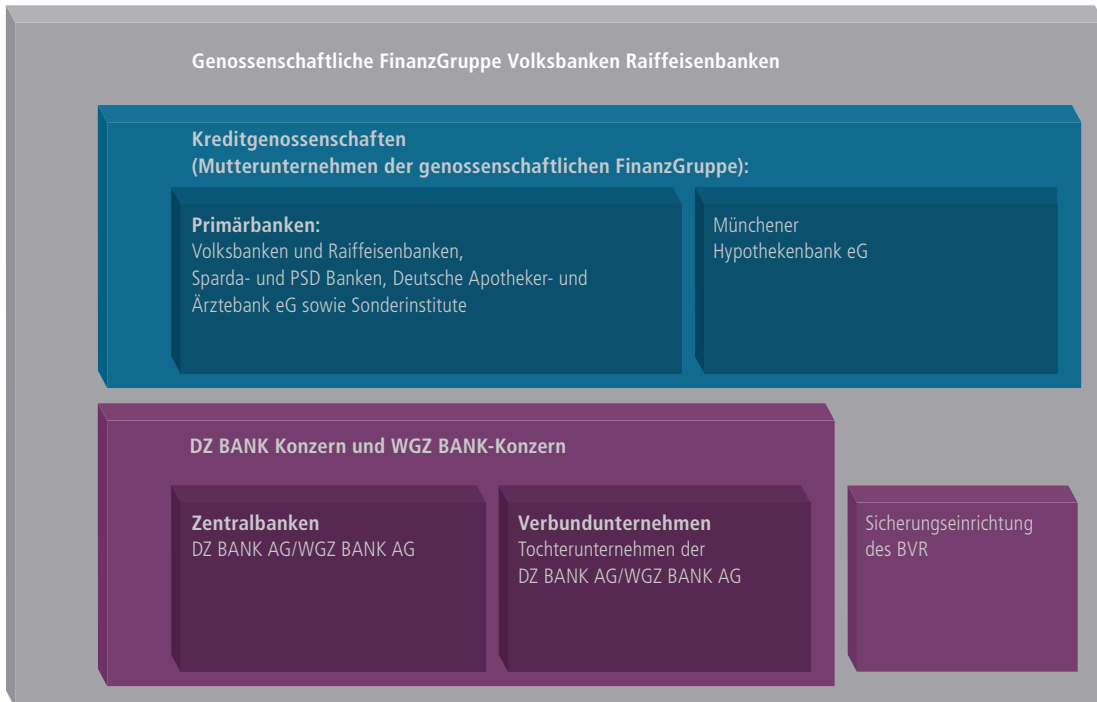 Genossenschaftliche FinanzGruppe Volksbanken Raiffeisenbanken
Kreditgenossenschaften
(Mutterunternehmen der genossenschaftlichen FinanzGruppe):
Primärbanken:
Volksbanken und Raiffeisenbanken,
Sparda- und PSD Banken, Deutsche Apotheker- und
Ärztebank eG sowie Sonderinstitute
Münchener
Hypothekenbank eG
DZ BANK Konzern und WGZ BANK-Konzern
Zentralbanken
DZ BANK AG/WGZ BANK AG
Verbundunternehmen
Tochterunternehmen der
DZ BANK AG/WGZ BANK AG
Sicherungseinrichtung
des BVR